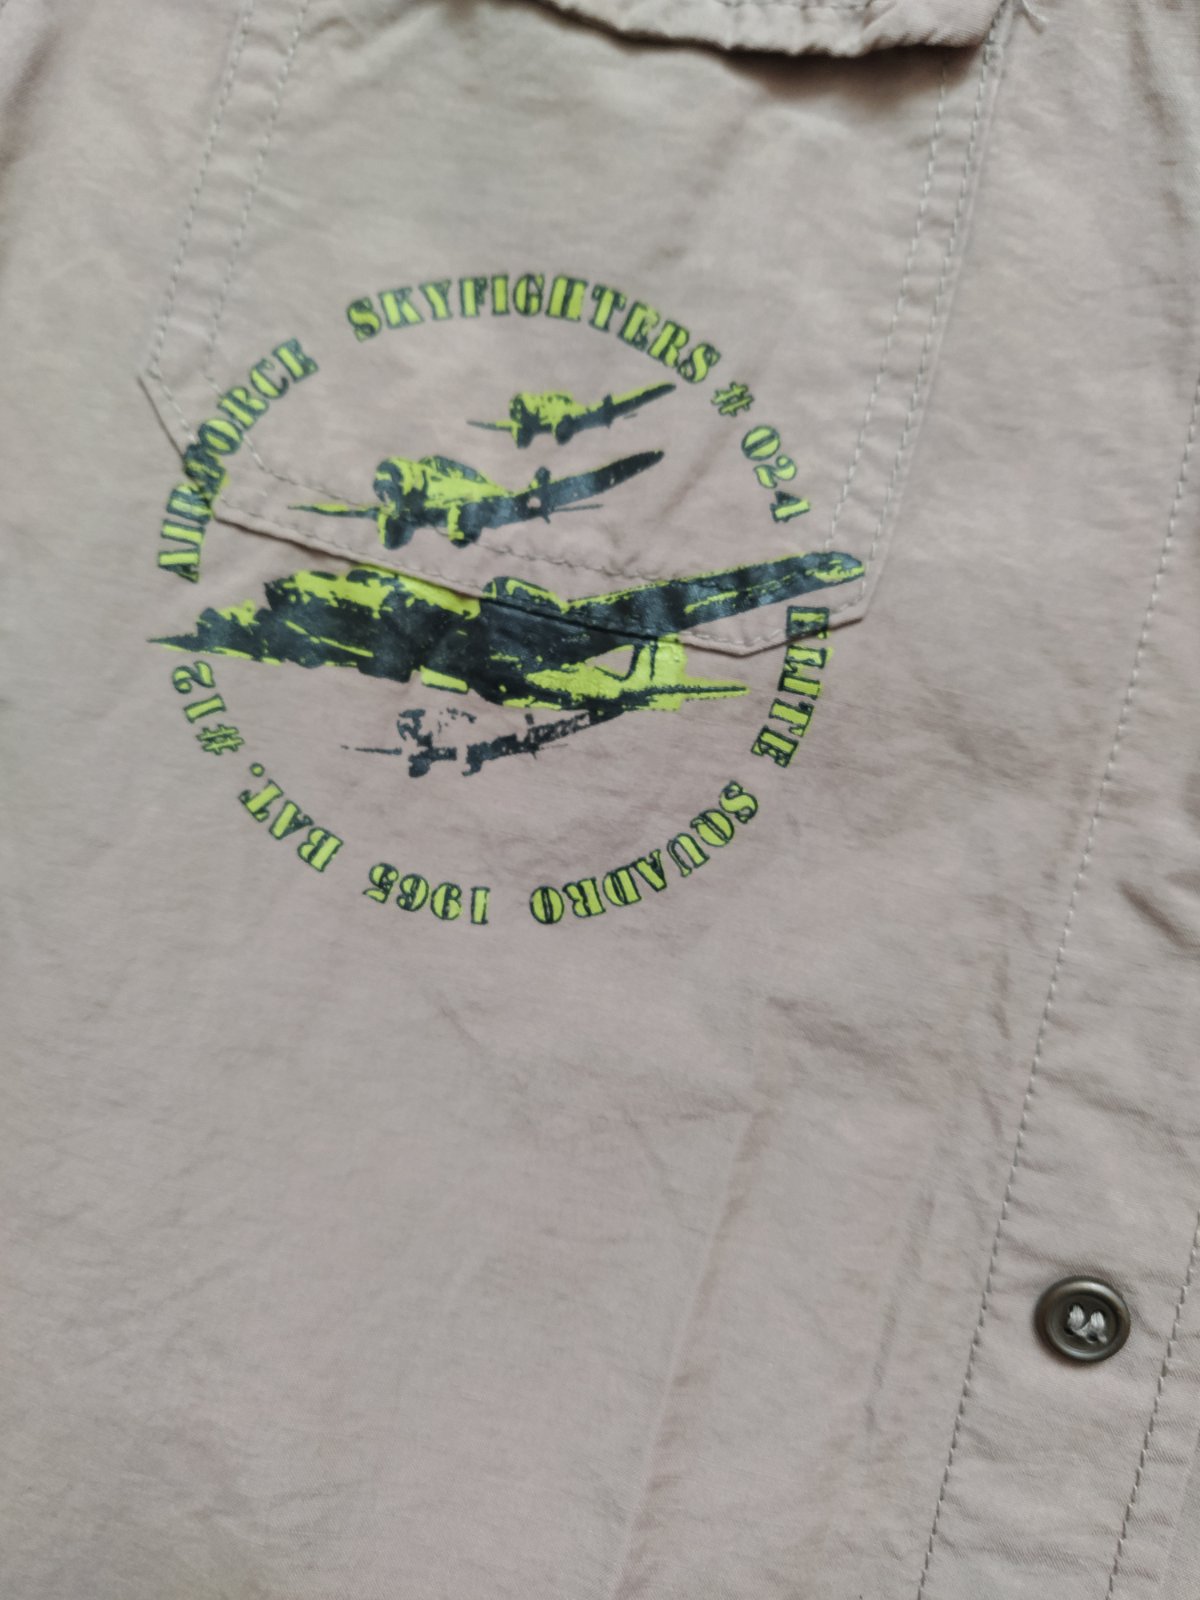 AIRFORCE SKYFIGHTERS # 024
ELITE SQUADRO 1965 BAT. #12